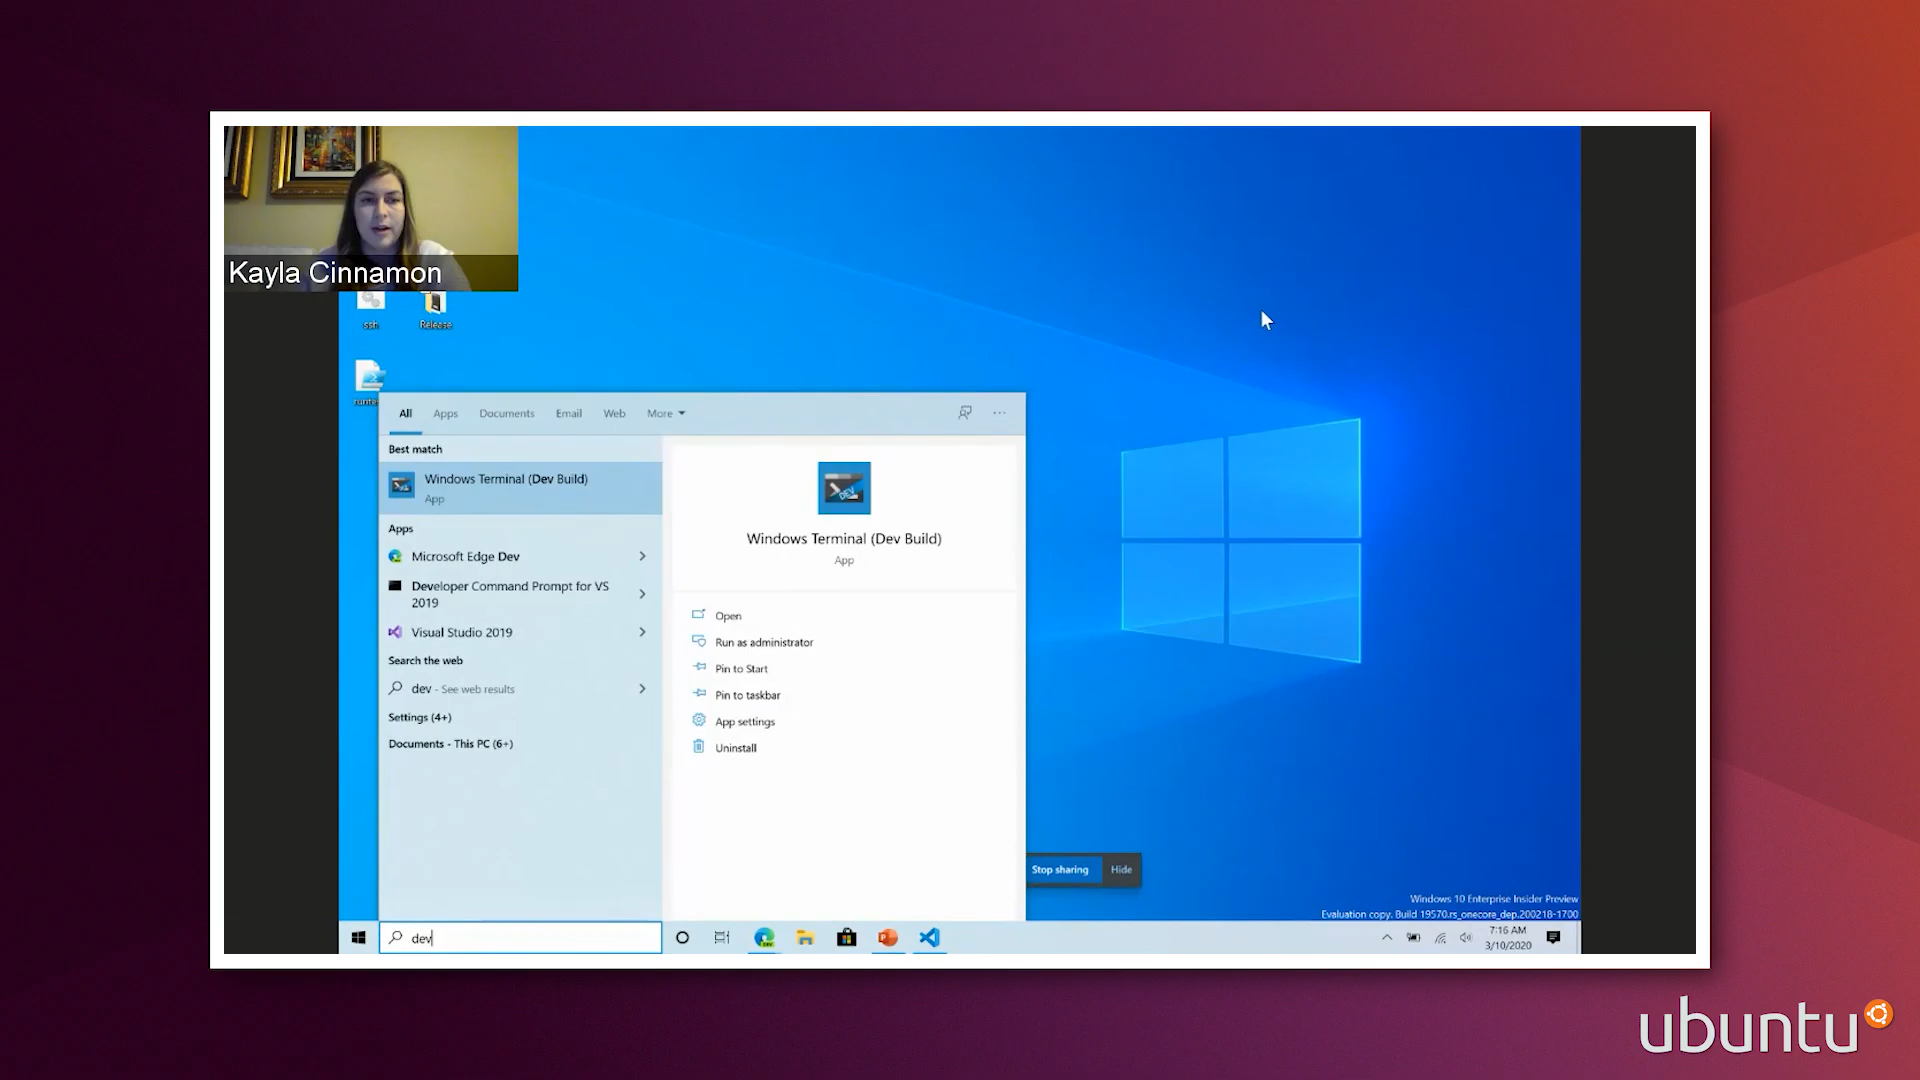 Kayla Cinnamon
ssh
Release
All
Apps
Documents
Email
Web
More
Best match
Windows Terminal (Dev Build)
App
Apps
Microsoft Edge Dev
Developer Command Prompt for VS
2019
Visual Studio 2019
Search the web
dev - See web results
Settings (4+)
Documents - This PC (6+)
DEV
Windows Terminal (Dev Build)
App
Open
Run as administrator
Pin to Start
Pin to taskbar
App settings
Uninstall
Stop sharing
Hide
Windows 10 Enterprise Insider Preview
Evaluation copy. Build 19570.rs_onecore_dep.200218-1700
dev
7:16 AM
3/10/2020
ubuntu